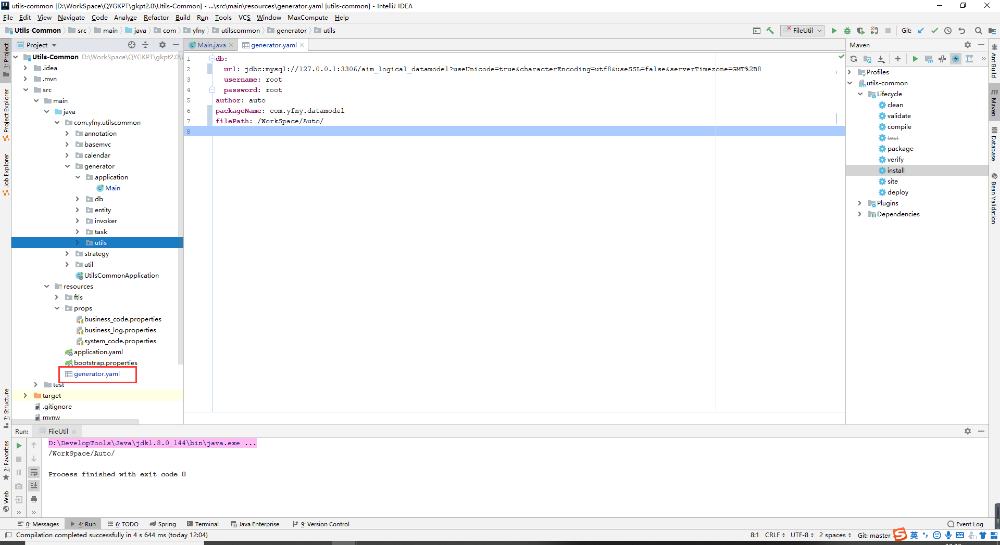 utils-common [D:\WorkSpace\QYGKPT\gkpt2.0\Utils-Common] - ...\src\main\resources\generator.yaml [utils-common] - IntelliJ IDEA
File Edit View Navigate Code Analyze Refactor Build Run Tools VCS Window MaxCompute Help
Utils-Common src main java com yfny utilscommon generator utils
FileUtil
Git:
Project
Main.java
generator.yaml
Maven
Utils-Common D:\WorkSpace\QYGKPT\gkpt2.0\U
.idea
.mvn
src
main
java
com.yfny.utilscommon
annotation
basemvc
calendar
generator
application
Main
db
entity
invoker
task
utils
strategy
util
UtilsCommonApplication
resources
ftls
props
business_code.properties
business_log.properties
system_code.properties
application.yaml
bootstrap.properties
generator.yaml
test
target
.gitignore
mvnw
1 db:
2 url: jdbc:mysql://127.0.0.1:3306/aim_logical_datamodel?useUnicode=true&characterEncoding=utf8&useSSL=false&serverTimezone=GMT%2B8
3 username: root
4 password: root
5 author: auto
6 packageName: com.yfny.datamodel
7 filePath: /WorkSpace/Auto/
8
Profiles
utils-common
Lifecycle
clean
validate
compile
test
package
verify
install
site
deploy
Plugins
Dependencies
1: Project
Project Explorer
Job Explorer
7: Structure
2: Favorites
Web
Ant Build
Maven
Database
Bean Validation
Run: FileUtil
D:\DevelopTools\Java\jdk1.8.0_144\bin\java.exe ...
/WorkSpace/Auto/
Process finished with exit code 0
0: Messages 4: Run 6: TODO Spring Terminal Java Enterprise 9: Version Control Event Log
Compilation completed successfully in 4 s 644 ms (today 12:04)
8:1 CRLF UTF-8 2 spaces Git: master
英